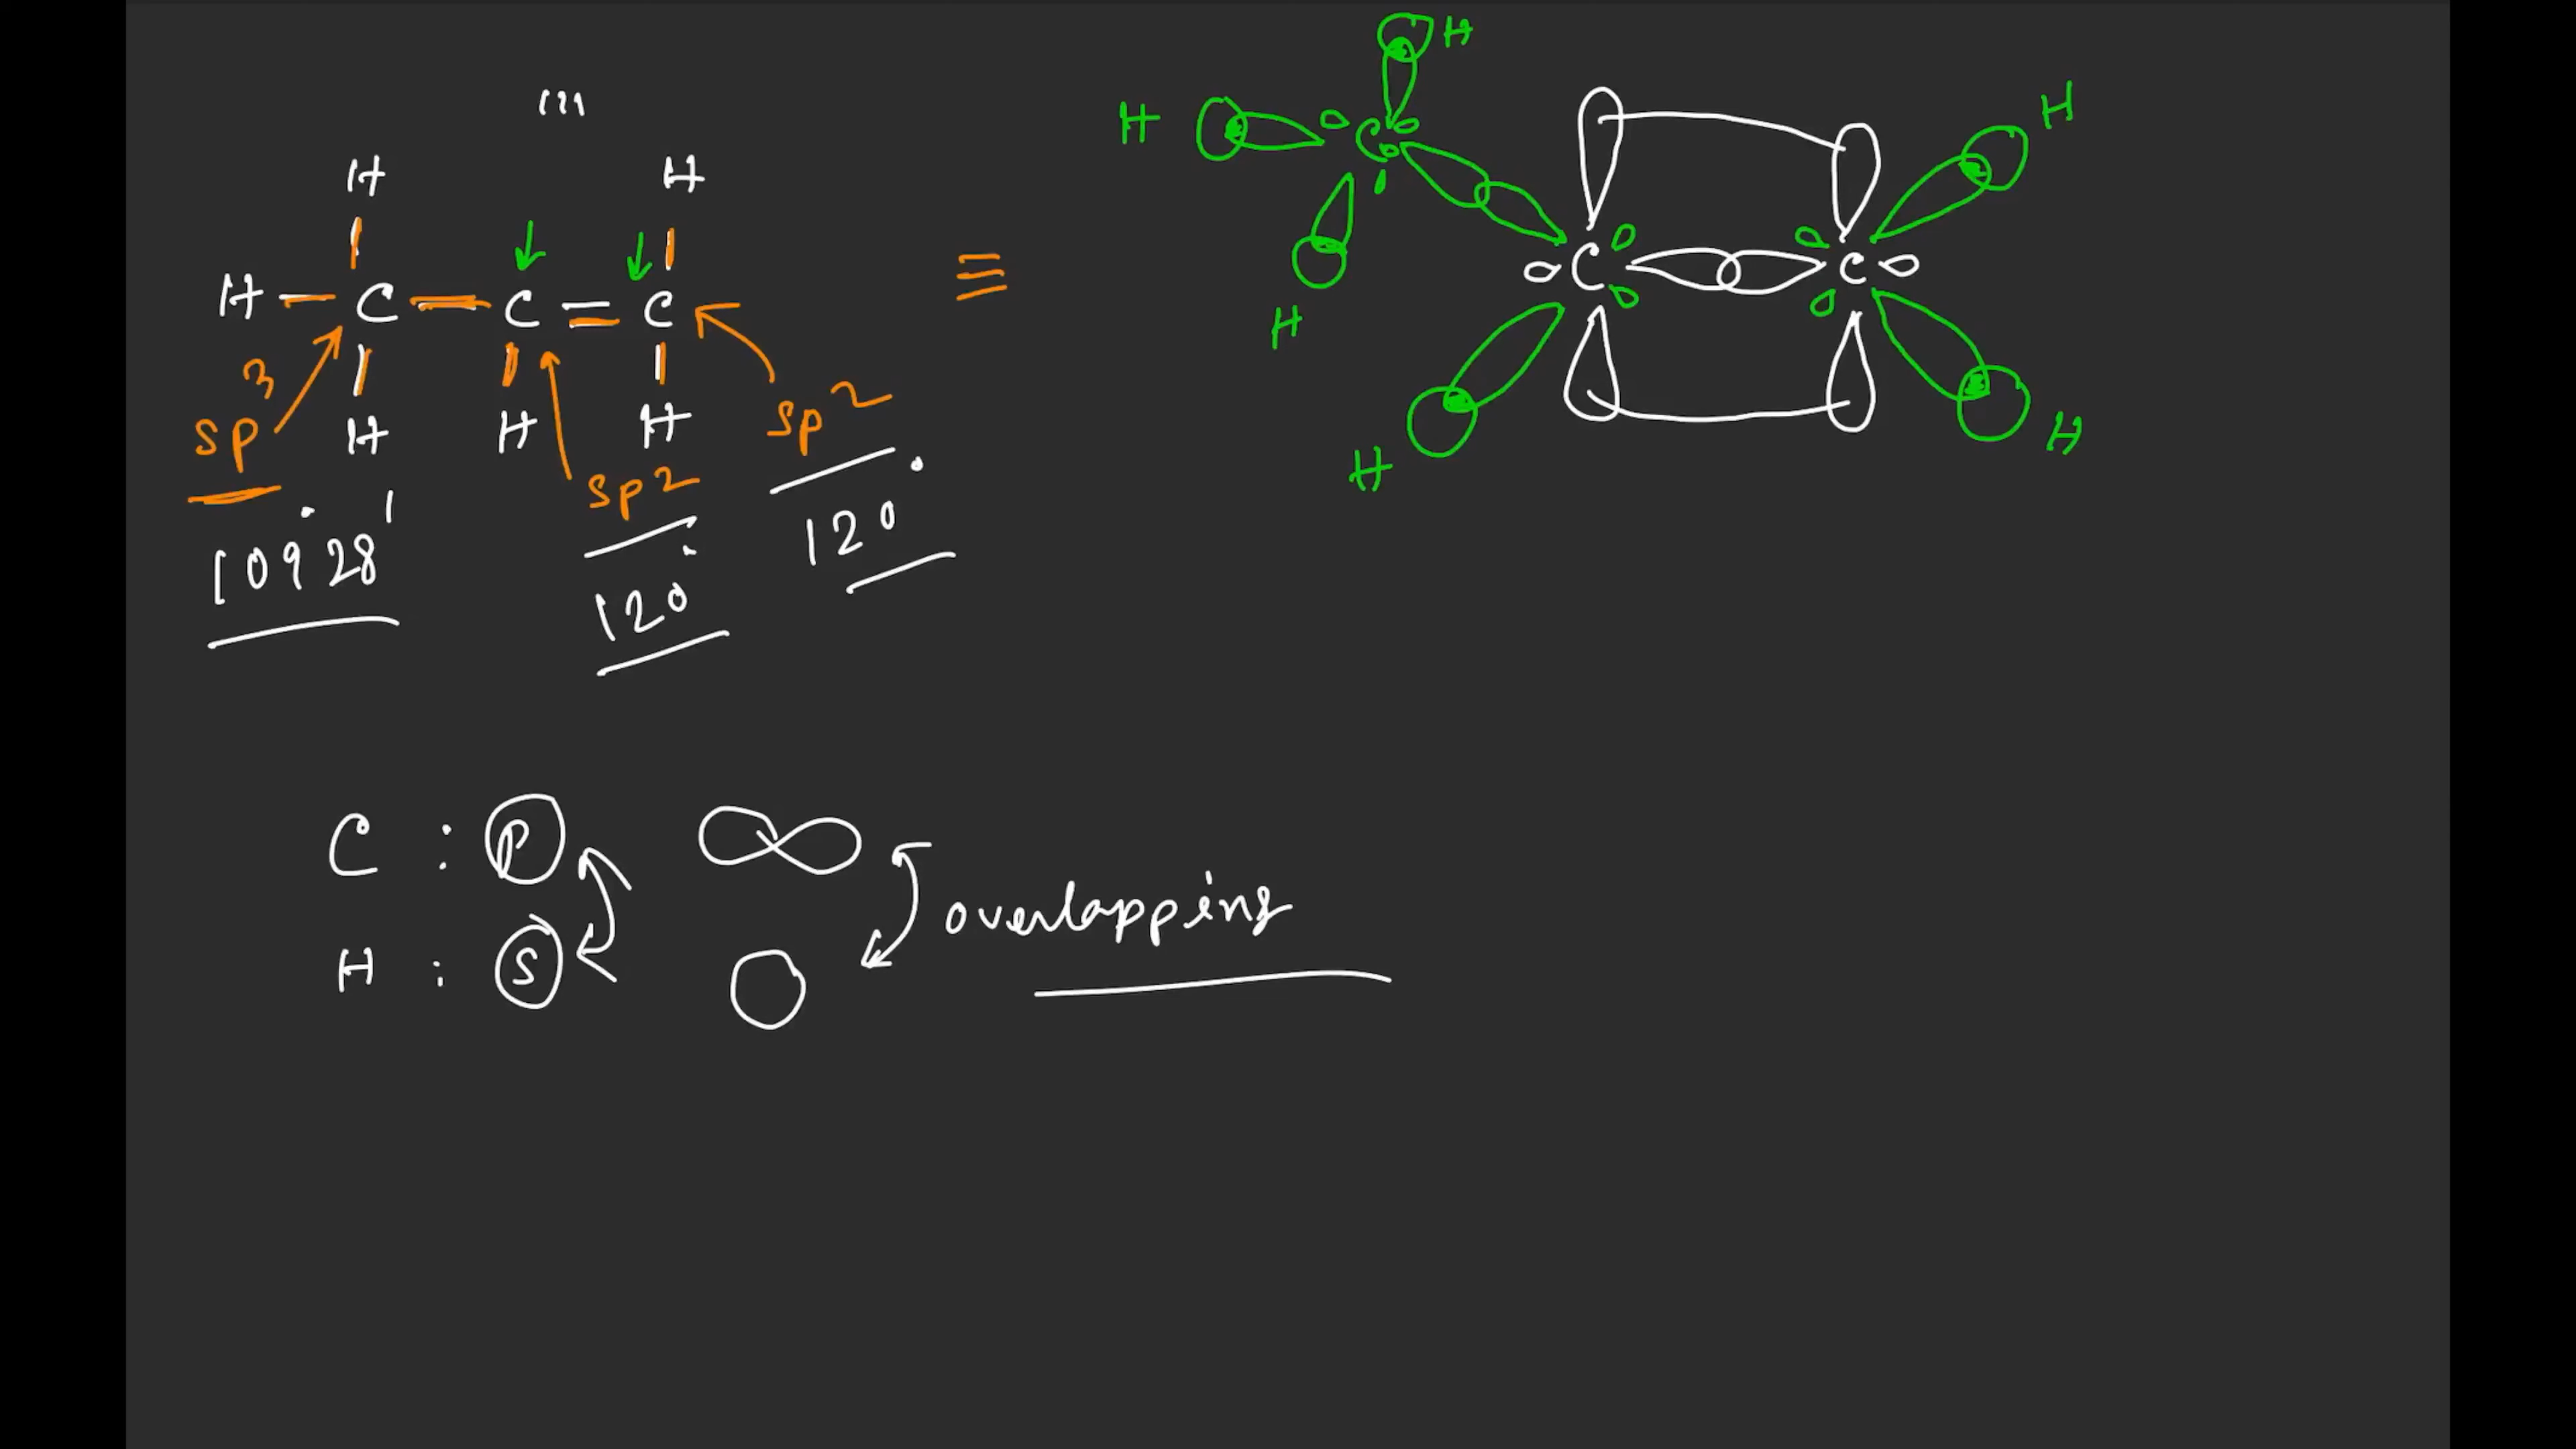 H H
H - C - C = C
H H H
sp3 sp2 sp2
109°28' 120° 120°
≡
H
H C
H
C C
H H
H
C : P
H : S
overlapping